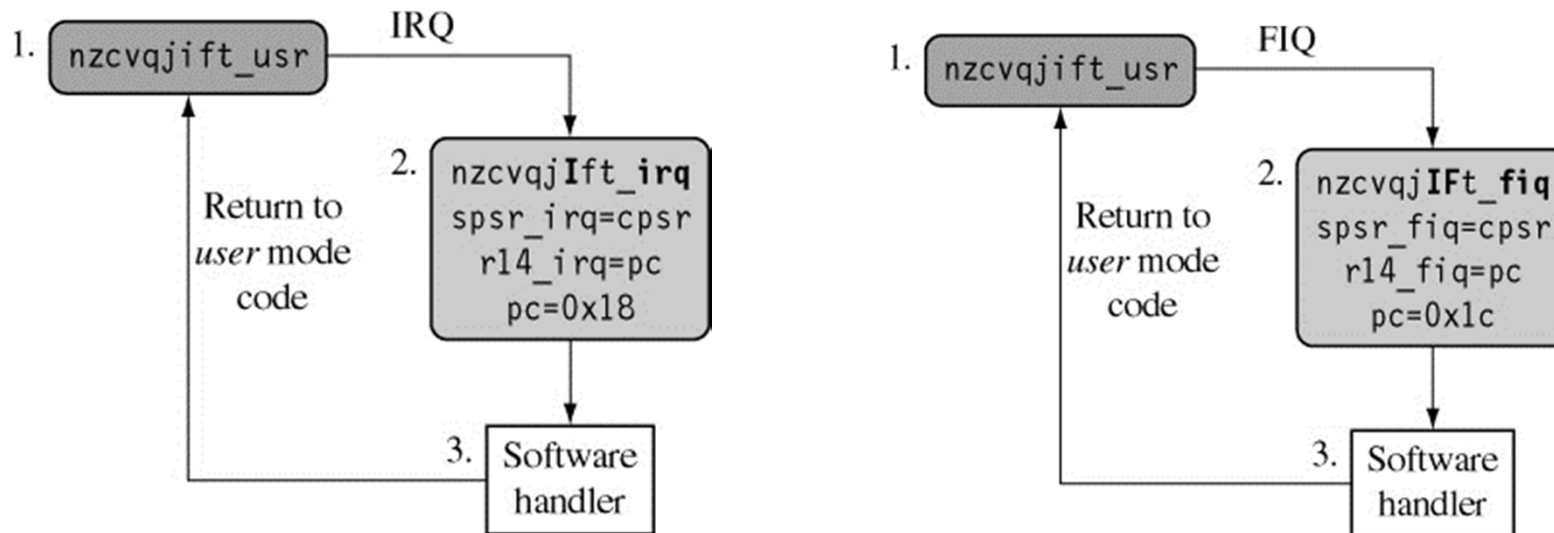 IRQ
1.
nzcvqjift_usr
2.
nzcvqjIft_irq
spsr_irq=cpsr
r14_irq=pc
pc=0x18
Return to
user mode
code
3.
Software
handler
FIQ
1.
nzcvqjift_usr
2.
nzcvqjIFt_fiq
spsr_fiq=cpsr
r14_fiq=pc
pc=0x1c
Return to
user mode
code
3.
Software
handler